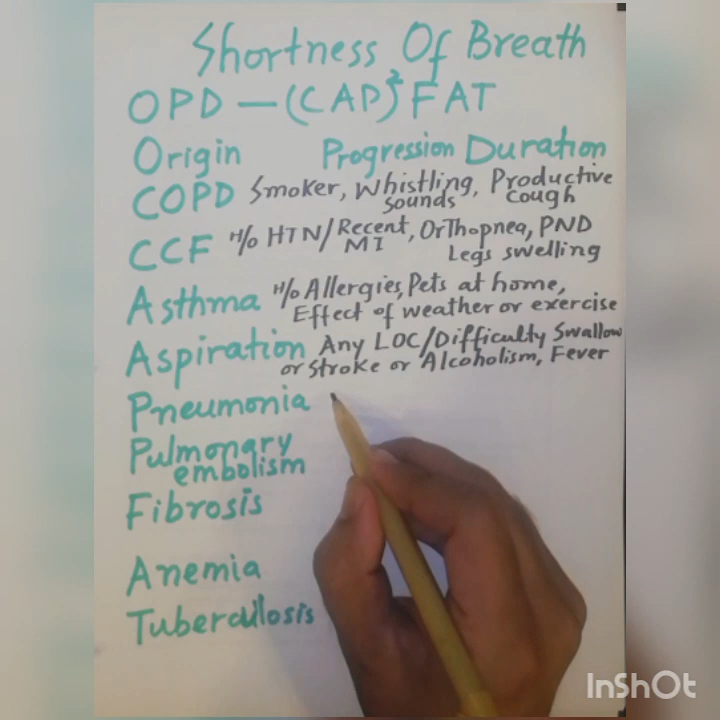 Shortness Of Breath
OPD — (CAP)² FAT
Origin Progression Duration
COPD Smoker, Whistling sounds, Productive cough
CCF H/o HTN/Recent MI, OrThopnea, PND
Legs swelling
Asthma H/o Allergies, Pets at home,
Effect of weather or exercise
Aspiration Any LOC/Difficulty Swallow
or Stroke or Alcoholism, Fever
Pneumonia
Pulmonary
embolism
Fibrosis
Anemia
Tuberculosis
InShOt